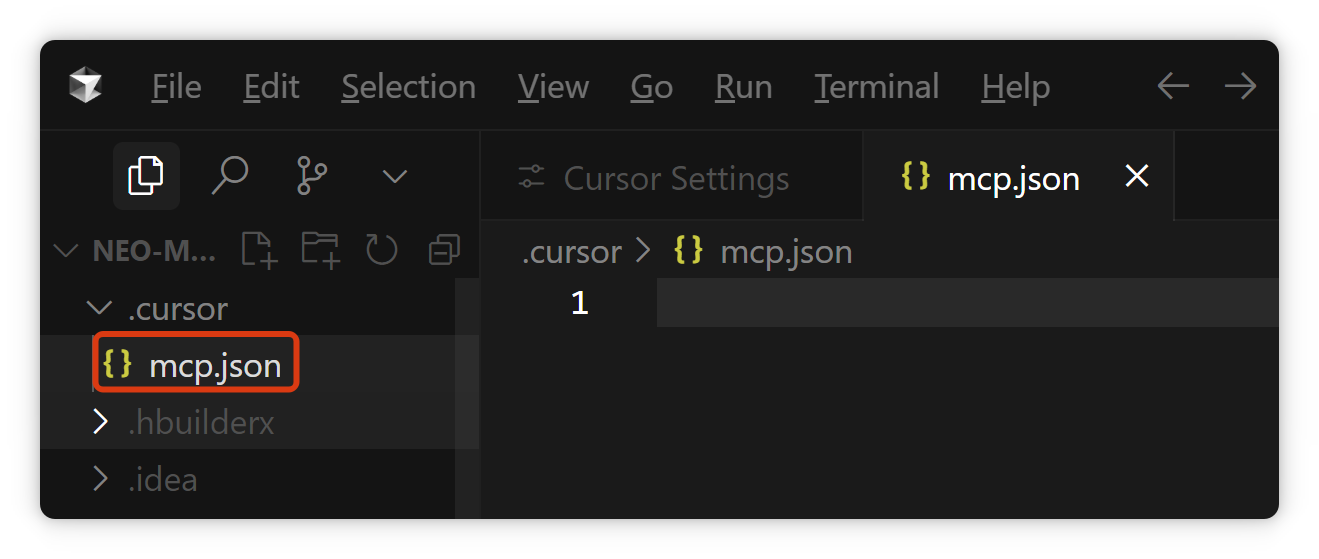 File Edit Selection View Go Run Terminal Help
Cursor Settings mcp.json
NEO-M... .cursor > mcp.json
.cursor 1
mcp.json
.hbuilderx
.idea